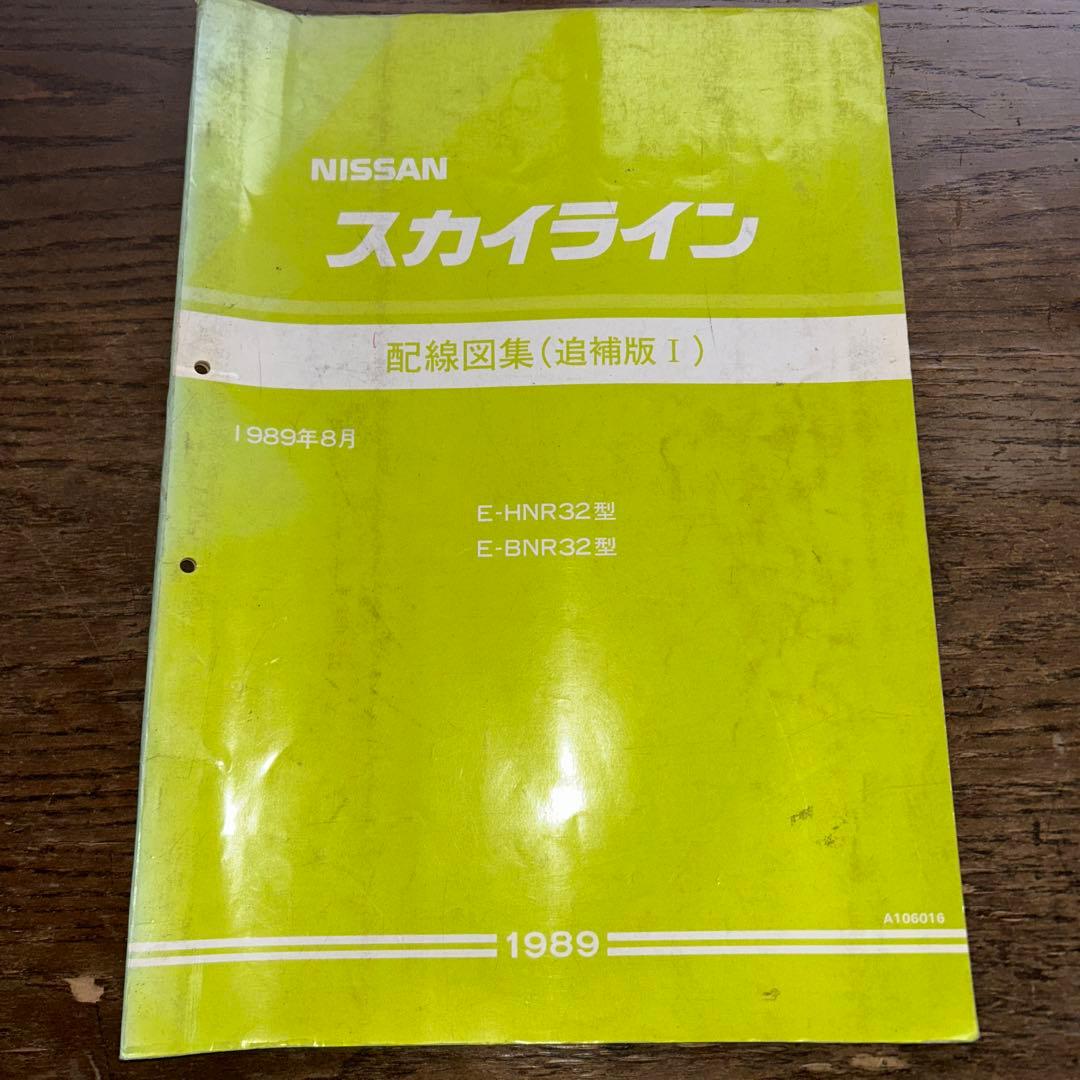 NISSAN
スカイライン
配線図集(追補版Ⅰ)
1989年8月
E-HNR32型
E-BNR32型
A106016
1989